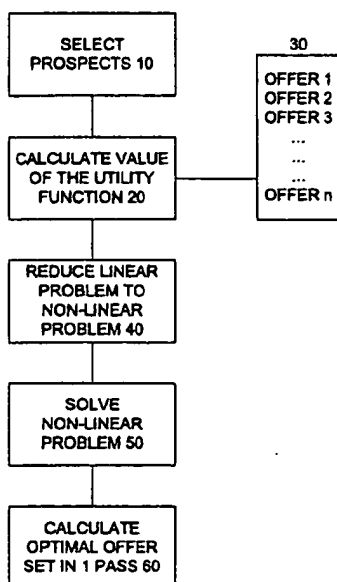 SELECT
PROSPECTS 10
CALCULATE VALUE
OF THE UTILITY
FUNCTION 20
30
OFFER 1
OFFER 2
OFFER 3
...
...
...
OFFER n
REDUCE LINEAR
PROBLEM TO
NON-LINEAR
PROBLEM 40
SOLVE
NON-LINEAR
PROBLEM 50
CALCULATE
OPTIMAL OFFER
SET IN 1 PASS 60